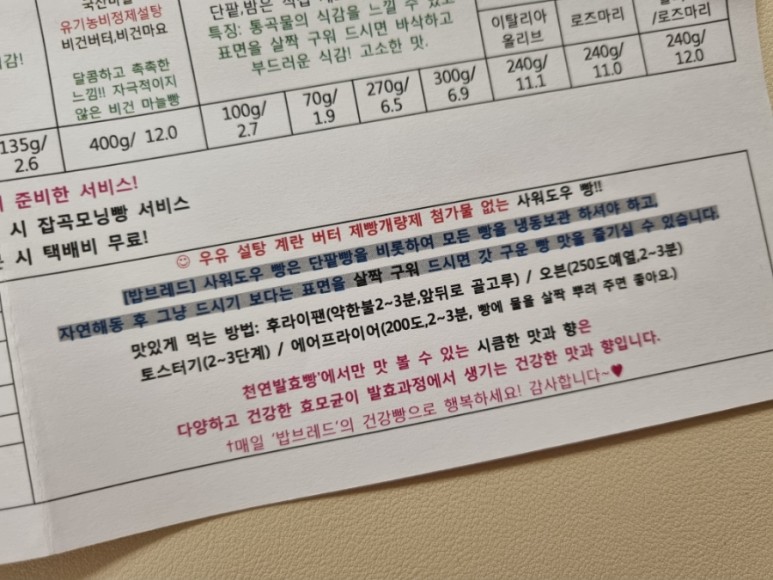 유기농비정제설탕
비건버터,비건마요
달콤하고 촉촉한
느낌!! 자극적이지
않은 비건 마늘빵
특징: 통곡물의 식감을 느낄 수
표면을 살짝 구워 드시면 바삭하고
부드러운 식감! 고소한 맛.
이탈리아
올리브
로즈마리
/로즈마리
135g/
2.6
400g/ 12.0
100g/
2.7
70g/
1.9
270g/
6.5
300g/
6.9
240g/
11.1
240g/
11.0
240g/
12.0
준비한 서비스!
시 잡곡모닝빵 서비스
시 택배비 무료!
☺ 우유 설탕 계란 버터 제빵개량제 첨가물 없는 사워도우 빵!!
[밥브레드] 사워도우 빵은 단팥빵을 비롯하여 모든 빵을 냉동보관 하셔야 하고,
자연해동 후 그냥 드시기 보다는 표면을 살짝 구워 드시면 갓 구운 빵 맛을 즐기실 수 있습니다.
맛있게 먹는 방법: 후라이팬(약한불2~3분,앞뒤로 골고루) / 오븐(250도예열,2~3분)
토스터기(2~3단계) / 에어프라이어(200도,2~3분, 빵에 물을 살짝 뿌려 주면 좋아요.)
천연발효빵'에서만 맛 볼 수 있는 시큼한 맛과 향은
다양하고 건강한 효모균이 발효과정에서 생기는 건강한 맛과 향입니다.
†매일 '밥브레드'의 건강빵으로 행복하세요! 감사합니다~♥